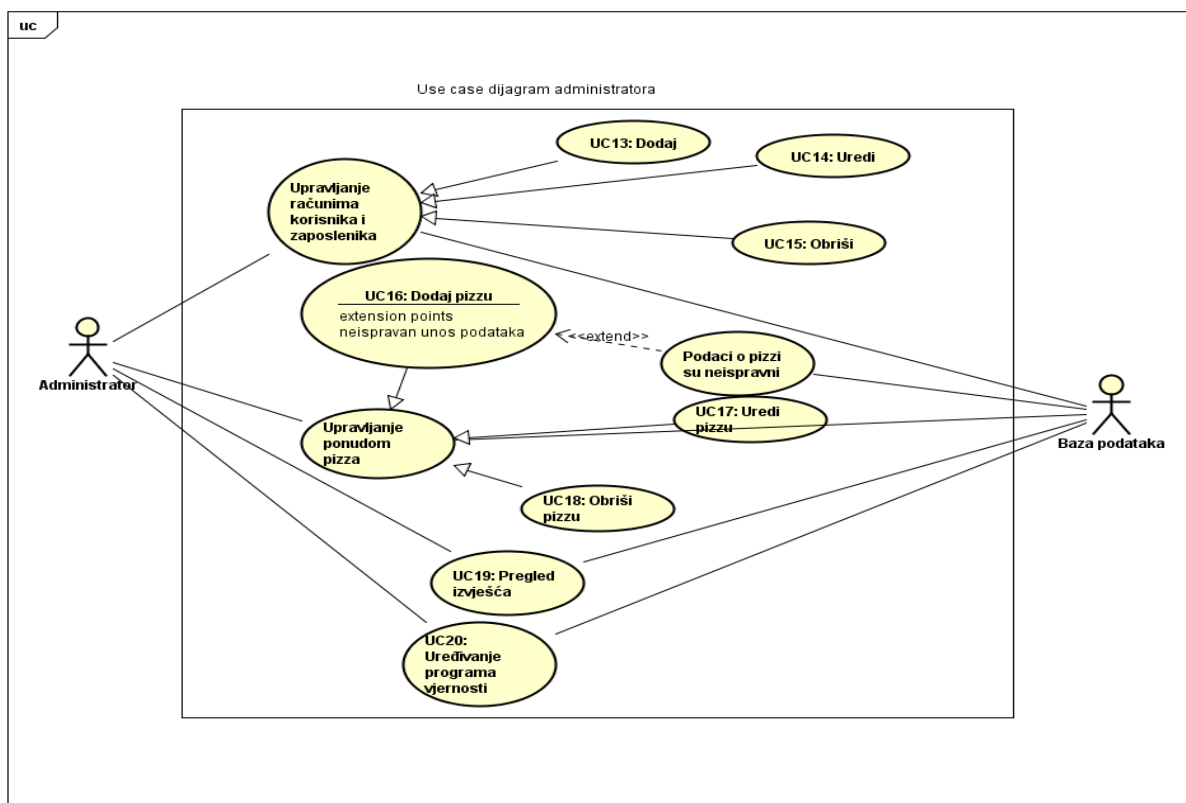 uc
Use case dijagram administratora
UC13: Dodaj
UC14: Uredi
Upravljanje
računima
korisnika i
zaposlenika
UC15: Obriši
UC16: Dodaj pizzu
extension points
neispravan unos podataka
<<extend>>
Podaci o pizzi
su neispravni
Administrator
UC17: Uredi
pizzu
Upravljanje
ponudom
pizza
Baza podataka
UC18: Obriši
pizzu
UC19: Pregled
izvješća
UC20:
Uređivanje
programa
vjernosti